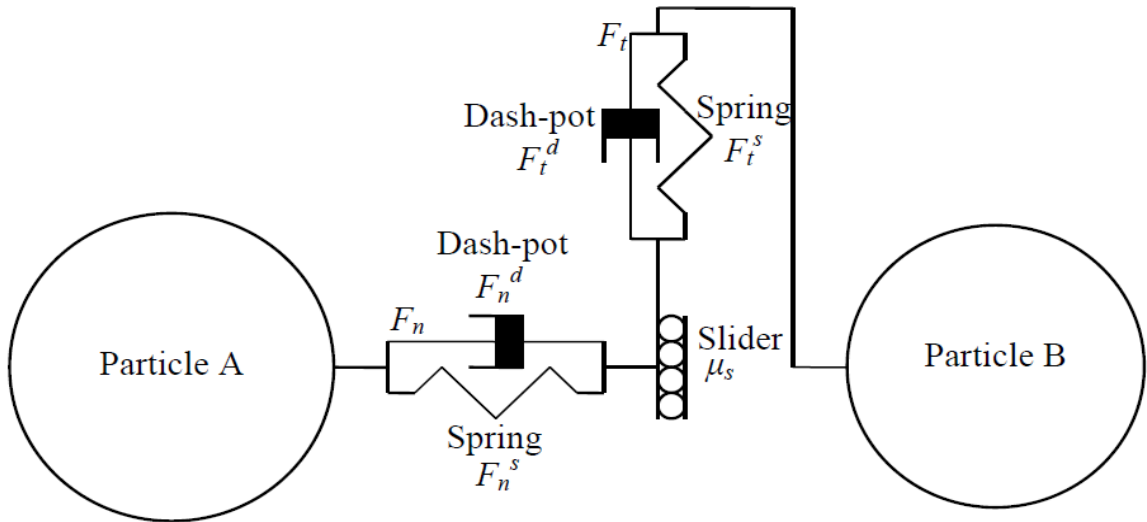 F_t
Dash-pot
F_t^d
Spring
F_t^s
Dash-pot
F_n^d
F_n
Particle A
Spring
F_n^s
Slider
μ_s
Particle B